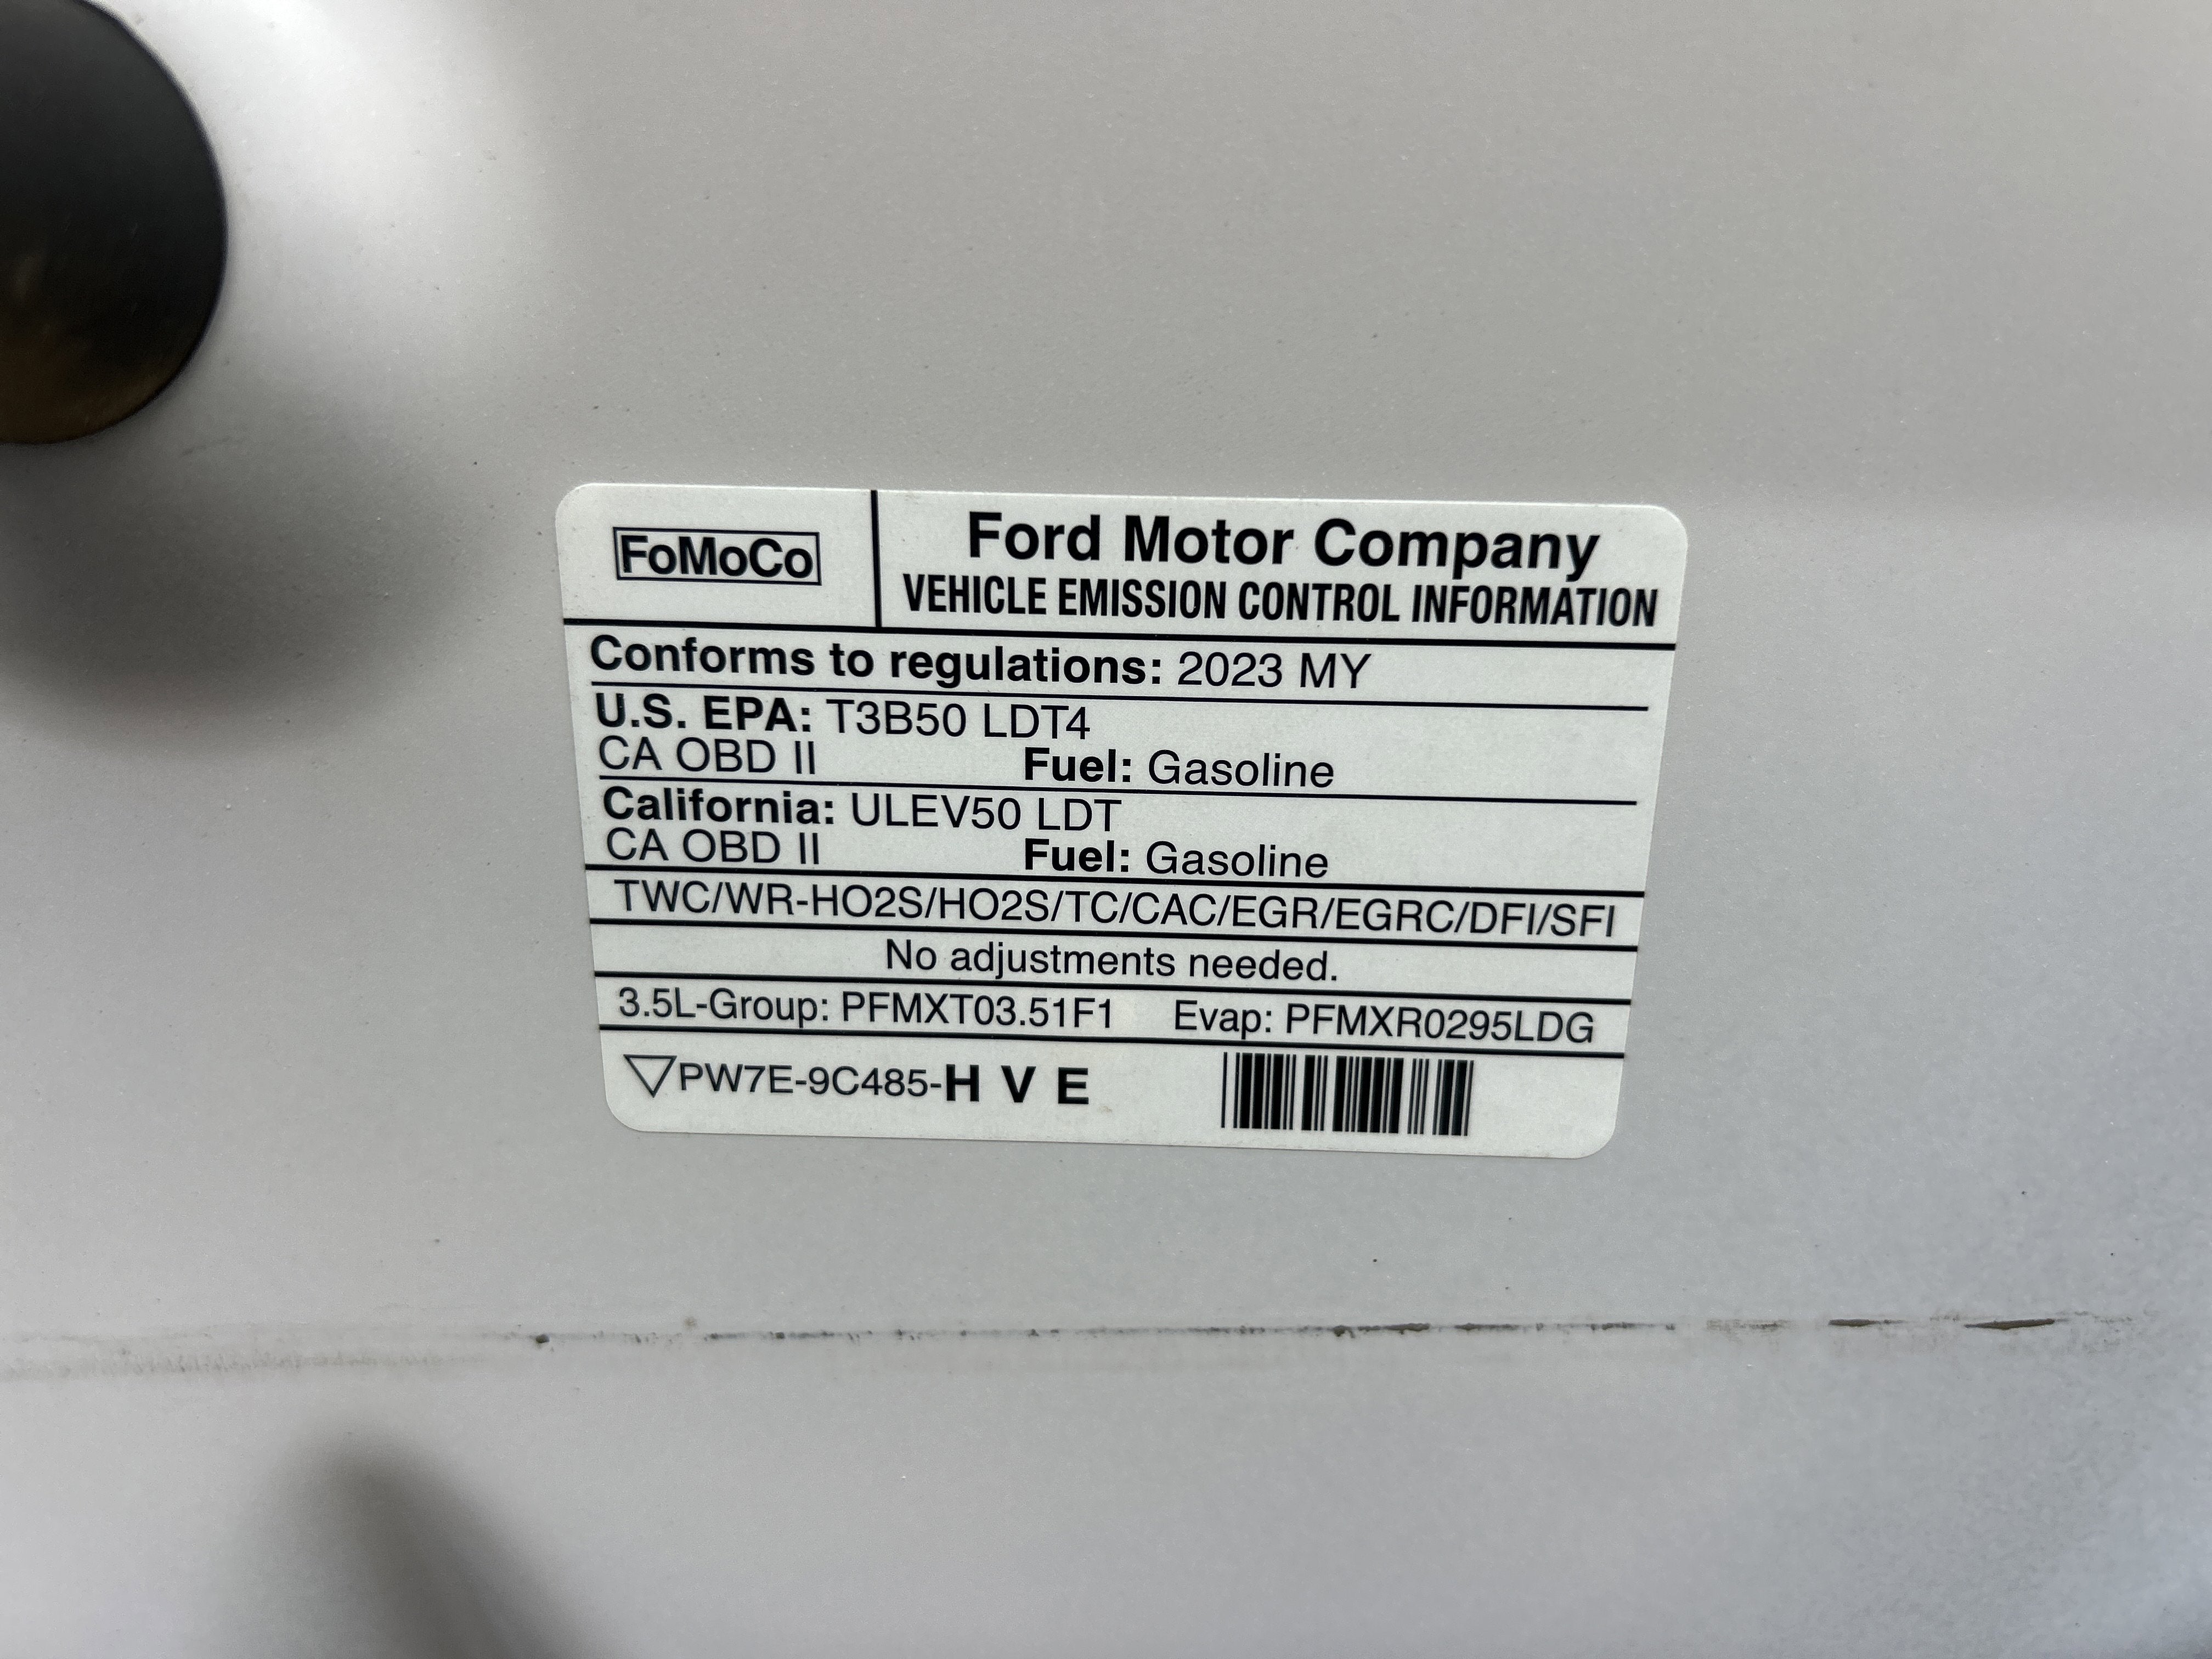 FoMoCo
Ford Motor Company
VEHICLE EMISSION CONTROL INFORMATION
Conforms to regulations: 2023 MY
U.S. EPA: T3B50 LDT4
CA OBD II Fuel: Gasoline
California: ULEV50 LDT
CA OBD II Fuel: Gasoline
TWC/WR-HO2S/HO2S/TC/CAC/EGR/EGRC/DFI/SFI
No adjustments needed.
3.5L-Group: PFMXT03.51F1 Evap: PFMXR0295LDG
PW7E-9C485-H V E